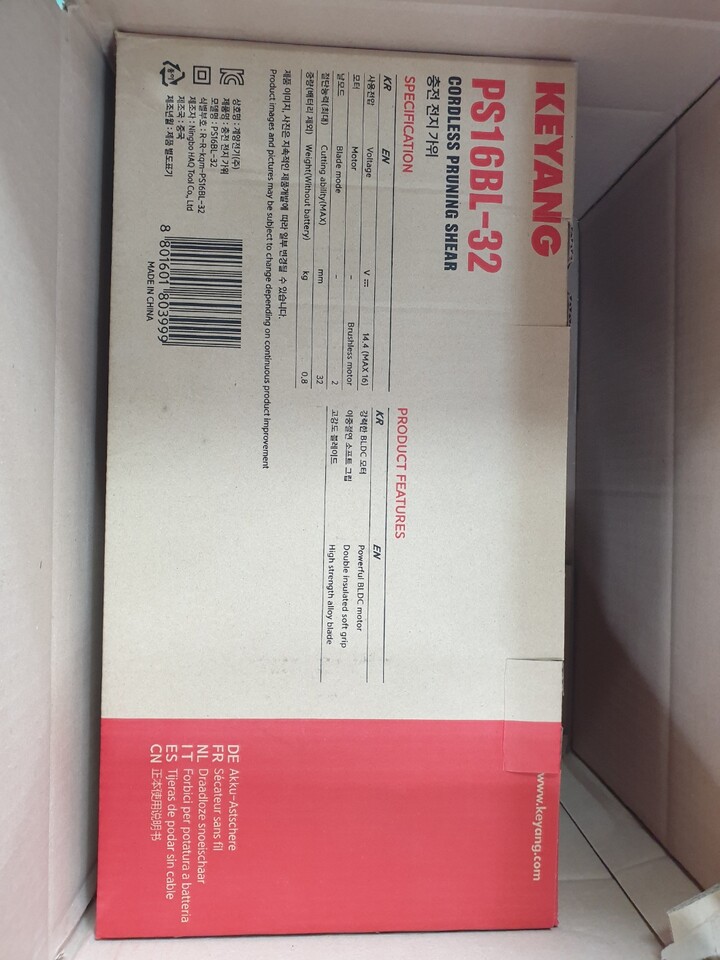 KEYANG
PS16BL-32
CORDLESS PRUNING SHEAR
충전 전지 가위
SPECIFICATION
KR EN
사용전압 Voltage V 14.4 (MAX 16)
모터 Motor - Brushless motor
날 모드 Blade mode - 2
절단능력(최대) Cutting ability(MAX) mm 32
중량(배터리 제외) Weight(Without battery) kg 0,8
제품 이미지, 사진은 지속적인 제품개발에 따라 일부 변경될 수 있습니다.
Product images and pictures may be subject to change depending on continuous product improvement
PRODUCT FEATURES
KR EN
강력한 BLDC 모터 Powerful BLDC motor
이중절연 소프트 그립 Double insulated soft grip
고강도 블레이드 High strength alloy blade
상호명 : 계양전기(주)
제품명 : 충전 전지 가위
모델명 : PS16BL-32
식별부호 : R-R-kqm-PS16BL-32
제조자 : Ningbo HAQ Tool Co., Ltd
제조국 : 중국
제조년월 : 제품 별도표기
8 801601 803999
MADE IN CHINA
www.keyang.com
DE Akku-Astschere
FR Sécateur sans fil
NL Draadloze snoeischaar
IT Forbici per potatura a batteria
ES Tijeras de podar sin cable
CN 正本使用说明书